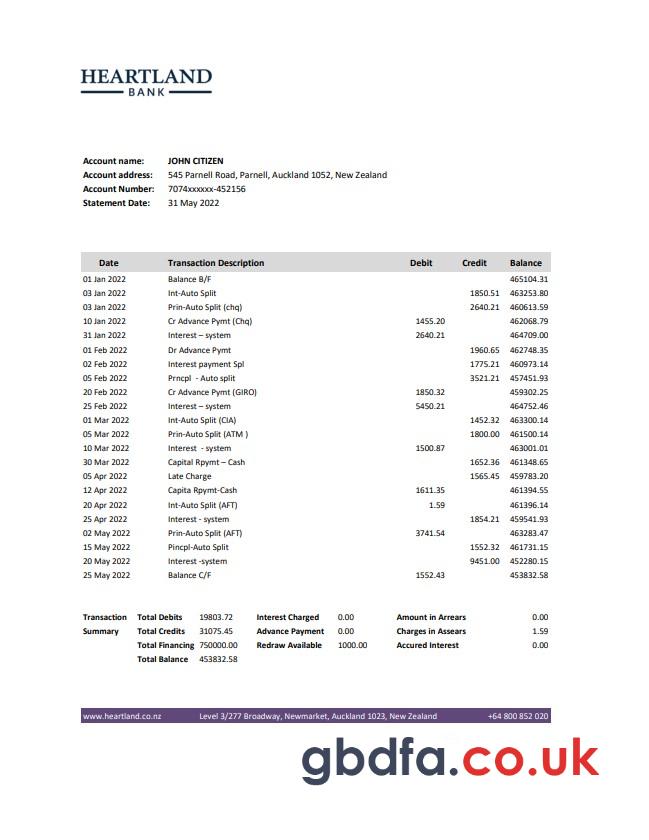 HEARTLAND
BANK
Account name: JOHN CITIZEN
Account address: 545 Parnell Road, Parnell, Auckland 1052, New Zealand
Account Number: 7074xxxxxx-452156
Statement Date: 31 May 2022
Date Transaction Description Debit Credit Balance
01 Jan 2022 Balance B/F 465104.31
03 Jan 2022 Int-Auto Split 1850.51 463253.80
03 Jan 2022 Prin-Auto Split (chq) 2640.21 460613.59
10 Jan 2022 Cr Advance Pymt (Chq) 1455.20 462068.79
31 Jan 2022 Interest – system 2640.21 464709.00
01 Feb 2022 Dr Advance Pymt 1960.65 462748.35
02 Feb 2022 Interest payment Spl 1775.21 460973.14
05 Feb 2022 Prncpl - Auto split 3521.21 457451.93
20 Feb 2022 Cr Advance Pymt (GIRO) 1850.32 459302.25
25 Feb 2022 Interest – system 5450.21 464752.46
01 Mar 2022 Int-Auto Split (CIA) 1452.32 463300.14
05 Mar 2022 Prin-Auto Split (ATM ) 1800.00 461500.14
10 Mar 2022 Interest - system 1500.87 463001.01
30 Mar 2022 Capital Rpymt – Cash 1652.36 461348.65
05 Apr 2022 Late Charge 1565.45 459783.20
12 Apr 2022 Capita Rpymt-Cash 1611.35 461394.55
20 Apr 2022 Int-Auto Split (AFT) 1.59 461396.14
25 Apr 2022 Interest - system 1854.21 459541.93
02 May 2022 Prin-Auto Split (AFT) 3741.54 463283.47
15 May 2022 Pincpl-Auto Split 1552.32 461731.15
20 May 2022 Interest -system 9451.00 452280.15
25 May 2022 Balance C/F 1552.43 453832.58
Transaction Total Debits 19803.72 Interest Charged 0.00 Amount in Arrears 0.00
Summary Total Credits 31075.45 Advance Payment 0.00 Charges in Assears 1.59
Total Financing 750000.00 Redraw Available 1000.00 Accured Interest 0.00
Total Balance 453832.58
www.heartland.co.nz Level 3/277 Broadway, Newmarket, Auckland 1023, New Zealand +64 800 852 020
gbdfa.co.uk